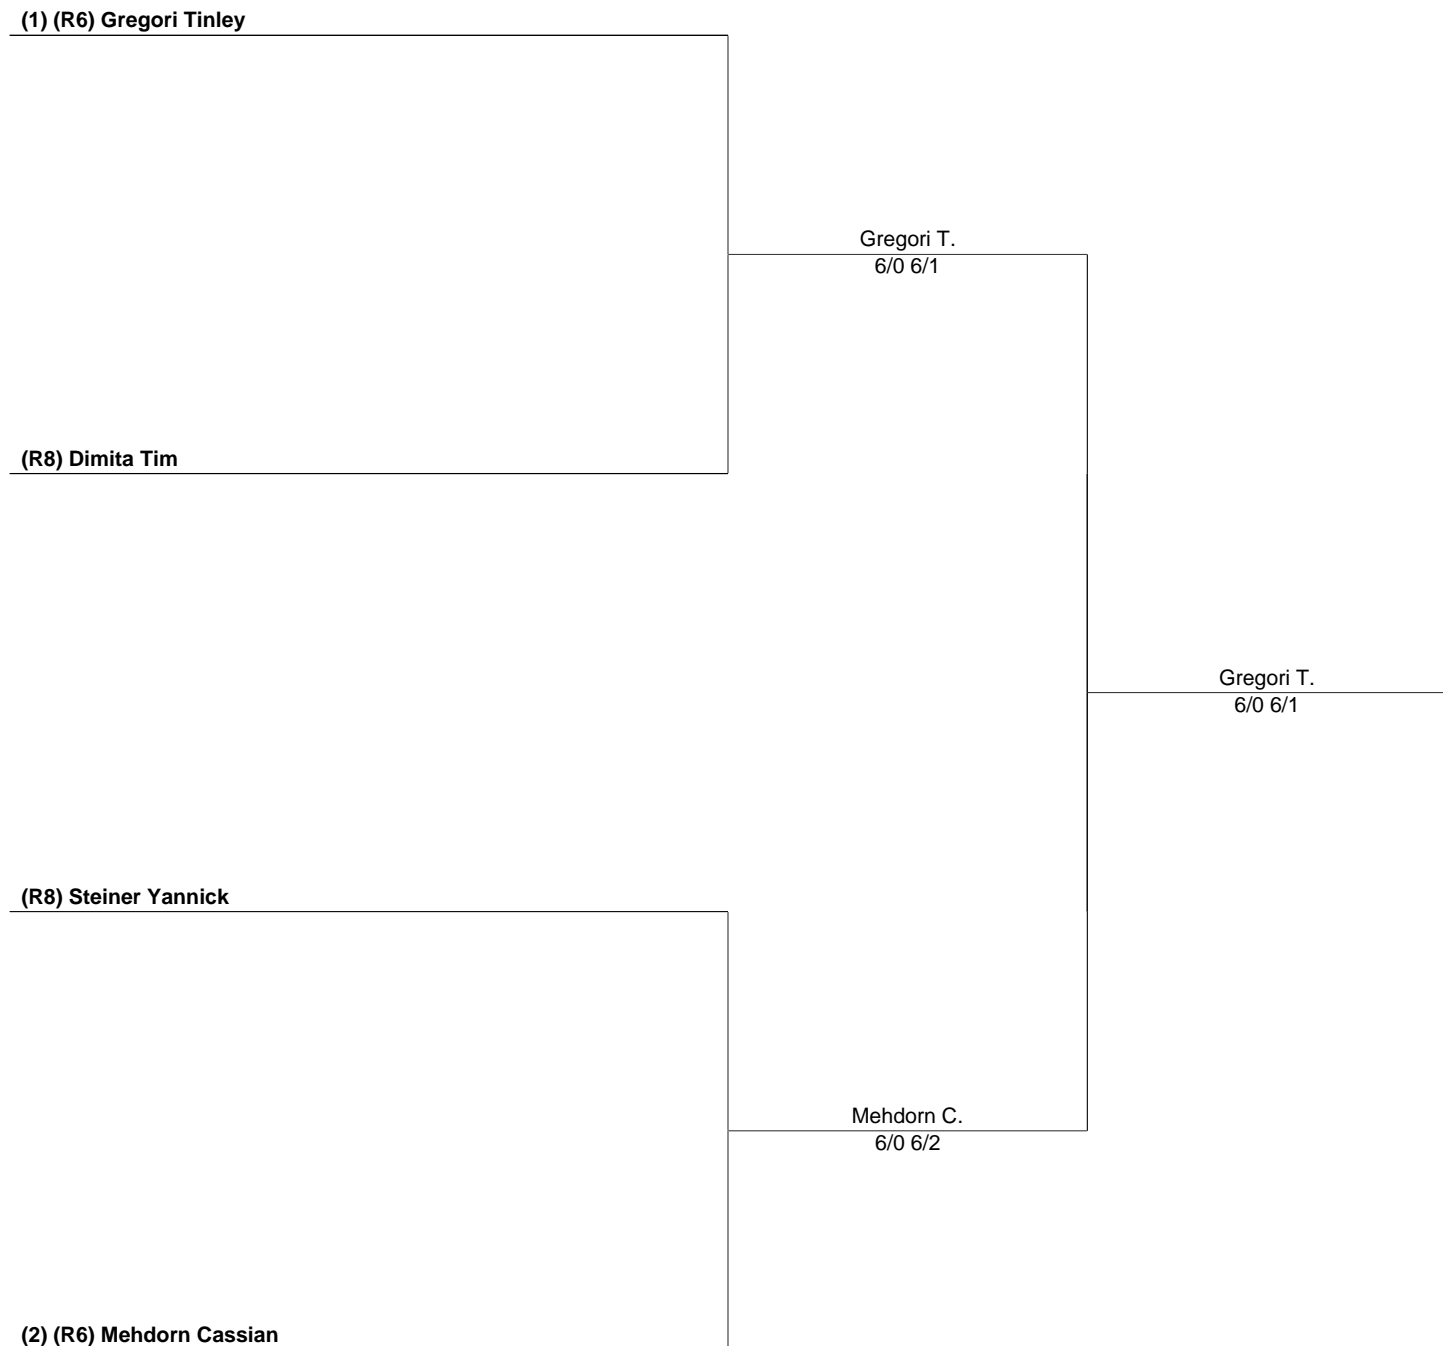 (1) (R6) Gregori Tinley
Gregori T.
6/0 6/1
(R8) Dimita Tim
Gregori T.
6/0 6/1
(R8) Steiner Yannick
Mehdorn C.
6/0 6/2
(2) (R6) Mehdorn Cassian